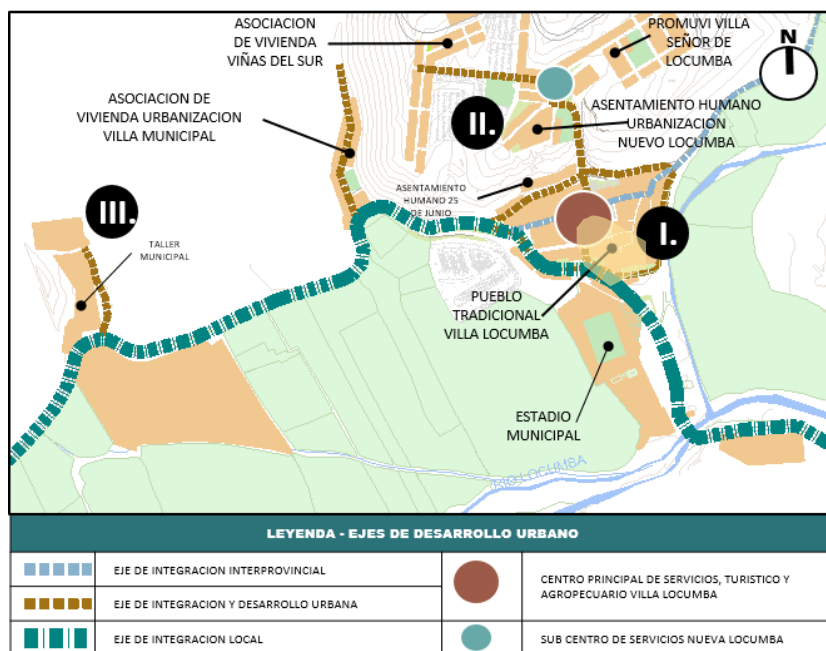 ASOCIACION
DE VIVIENDA
VIÑAS DEL SUR
PROMUVI VILLA
SEÑOR DE
LOCUMBA
N
ASOCIACION DE
VIVIENDA URBANIZACION
VILLA MUNICIPAL
II.
ASENTAMIENTO HUMANO
URBANIZACIÓN
NUEVO LOCUMBA
ASENTAMIENTO
HUMANO 25
DE JUNIO
III.
I.
TALLER
MUNICIPAL
PUEBLO
TRADICIONAL
VILLA LOCUMBA
ESTADIO
MUNICIPAL
RIO LOCUMBA
LEYENDA - EJES DE DESARROLLO URBANO
EJE DE INTEGRACION INTERPROVINCIAL
EJE DE INTEGRACION Y DESARROLLO URBANA
EJE DE INTEGRACION LOCAL
CENTRO PRINCIPAL DE SERVICIOS, TURISTICO Y
AGROPECUARIO VILLA LOCUMBA
SUB CENTRO DE SERVICIOS NUEVA LOCUMBA